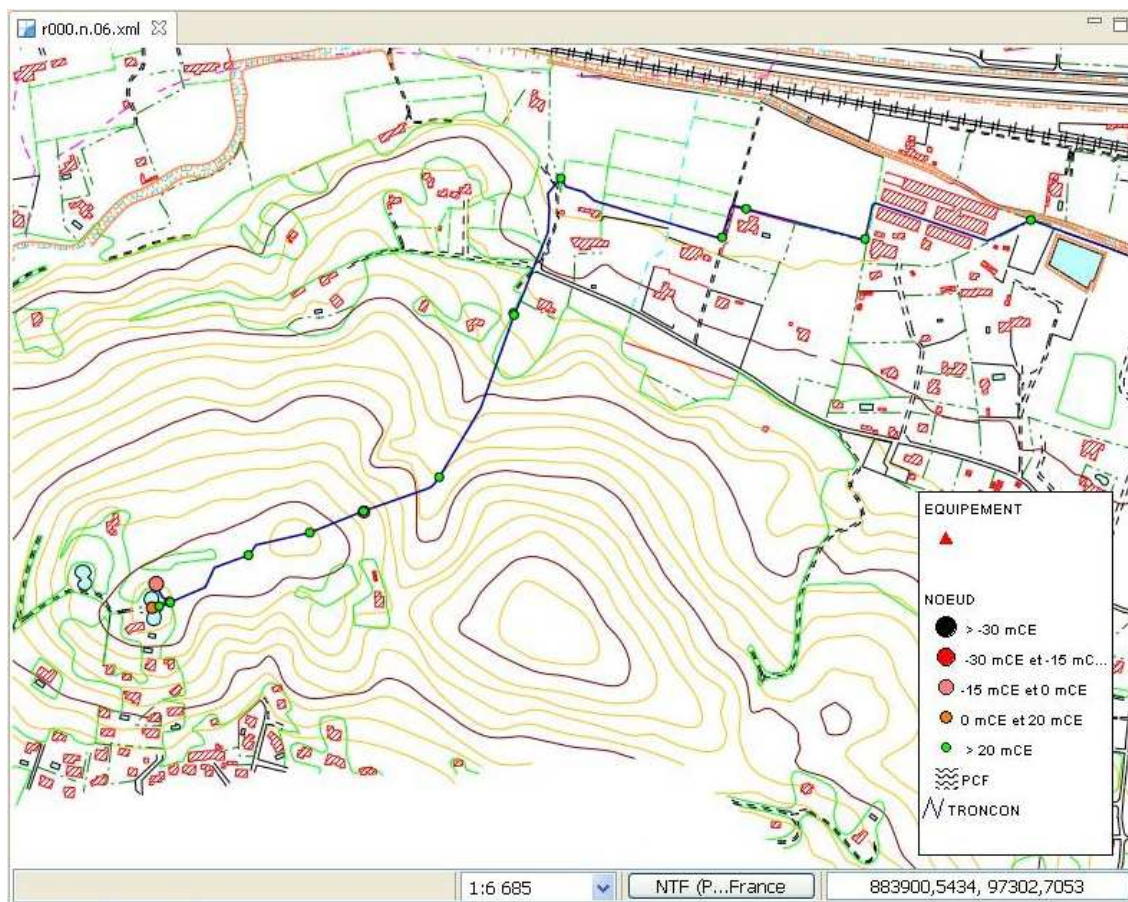 r000.n.06.xml
EQUIPEMENT
NOEUD
> -30 mCE
-30 mCE et -15 mC...
-15 mCE et 0 mCE
0 mCE et 20 mCE
> 20 mCE
PCF
TRONCON
1:6 685
NTF (P...France
883900,5434, 97302,7053